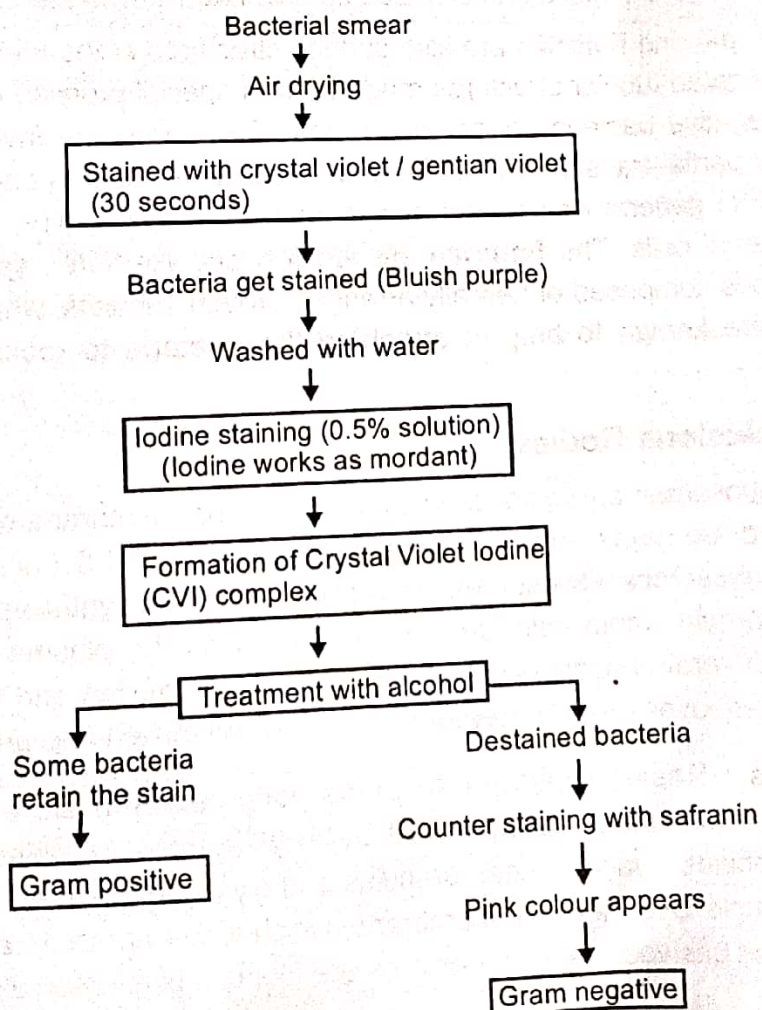 Bacterial smear
Air drying
Stained with crystal violet / gentian violet
(30 seconds)
Bacteria get stained (Bluish purple)
Washed with water
Iodine staining (0.5% solution)
(Iodine works as mordant)
Formation of Crystal Violet Iodine
(CVI) complex
Treatment with alcohol
Some bacteria
retain the stain
Gram positive
Destained bacteria
Counter staining with safranin
Pink colour appears
Gram negative